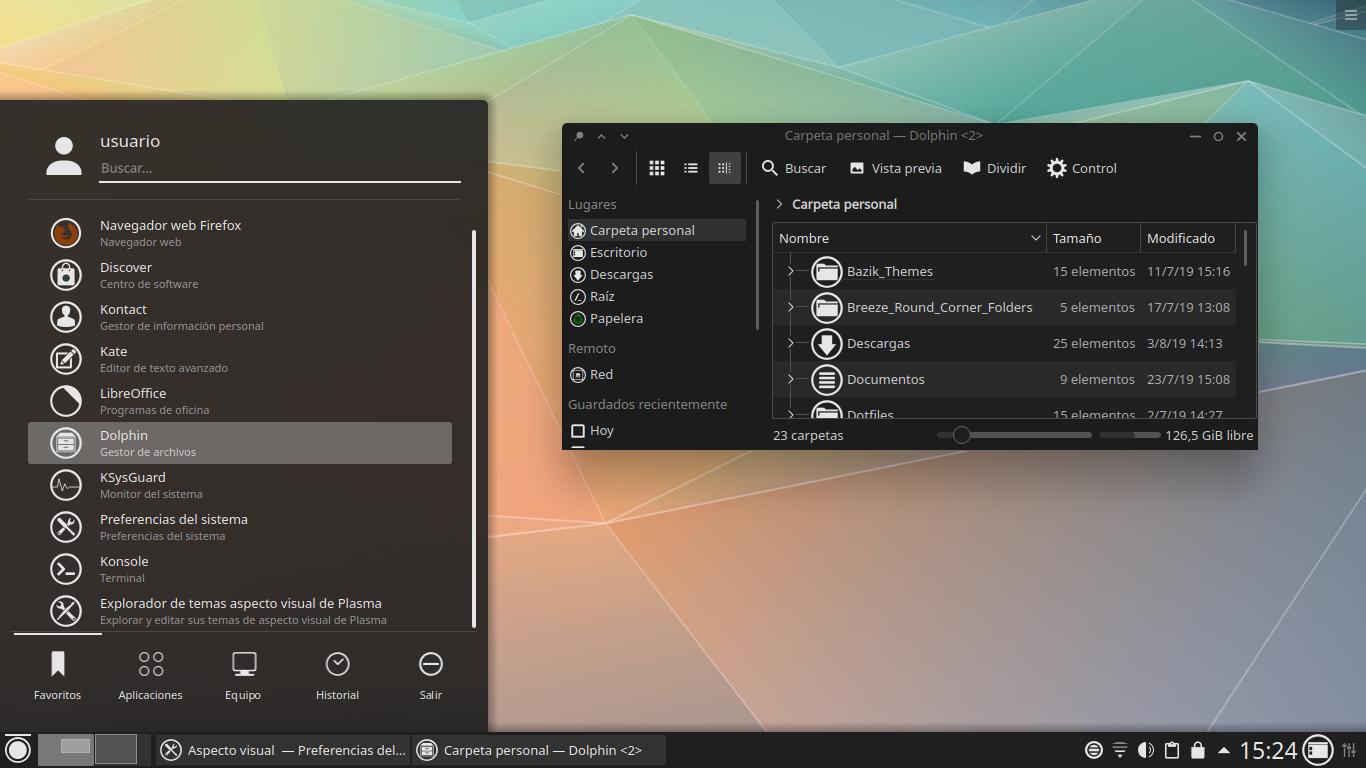 usuario
Buscar...
Navegador web Firefox
Navegador web
Discover
Centro de software
Kontact
Gestor de información personal
Kate
Editor de texto avanzado
LibreOffice
Programas de oficina
Dolphin
Gestor de archivos
KSysGuard
Monitor del sistema
Preferencias del sistema
Preferencias del sistema
Konsole
Terminal
Explorador de temas aspecto visual de Plasma
Explorar y editar sus temas de aspecto visual de Plasma
Favoritos Aplicaciones Equipo Historial Salir
Carpeta personal — Dolphin <2>
Buscar Vista previa Dividir Control
Lugares
Carpeta personal
Escritorio
Descargas
Raíz
Papelera
Remoto
Red
Guardados recientemente
Hoy
Carpeta personal
Nombre Tamaño Modificado
Bazik_Themes 15 elementos 11/7/19 15:16
Breeze_Round_Corner_Folders 5 elementos 17/7/19 13:08
Descargas 25 elementos 3/8/19 14:13
Documentos 9 elementos 23/7/19 15:08
Dotfiles 15 elementos 2/7/19 14:27
23 carpetas 126,5 GiB libre
Aspecto visual — Preferencias del... Carpeta personal — Dolphin <2> 15:24